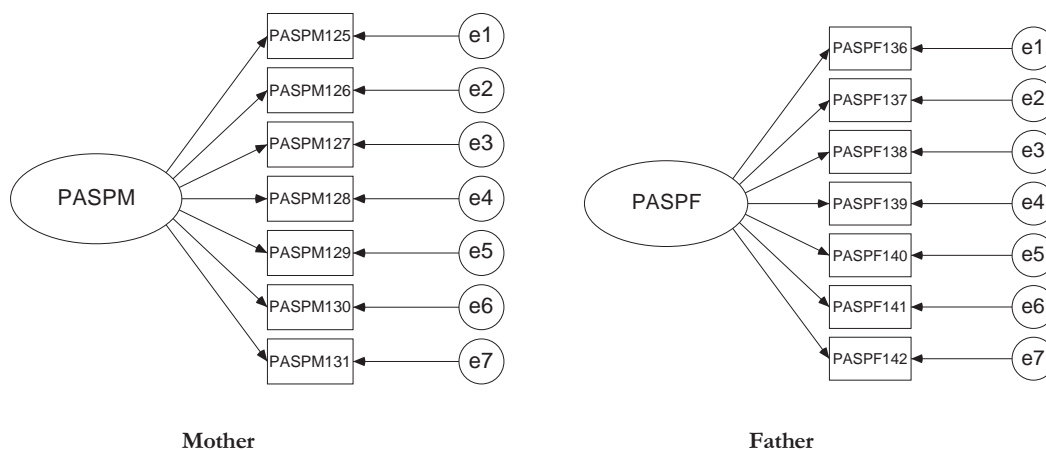 PASPM
PASPM125
e1
PASPM126
e2
PASPM127
e3
PASPM128
e4
PASPM129
e5
PASPM130
e6
PASPM131
e7
Mother
PASPF
PASPF136
e1
PASPF137
e2
PASPF138
e3
PASPF139
e4
PASPF140
e5
PASPF141
e6
PASPF142
e7
Father